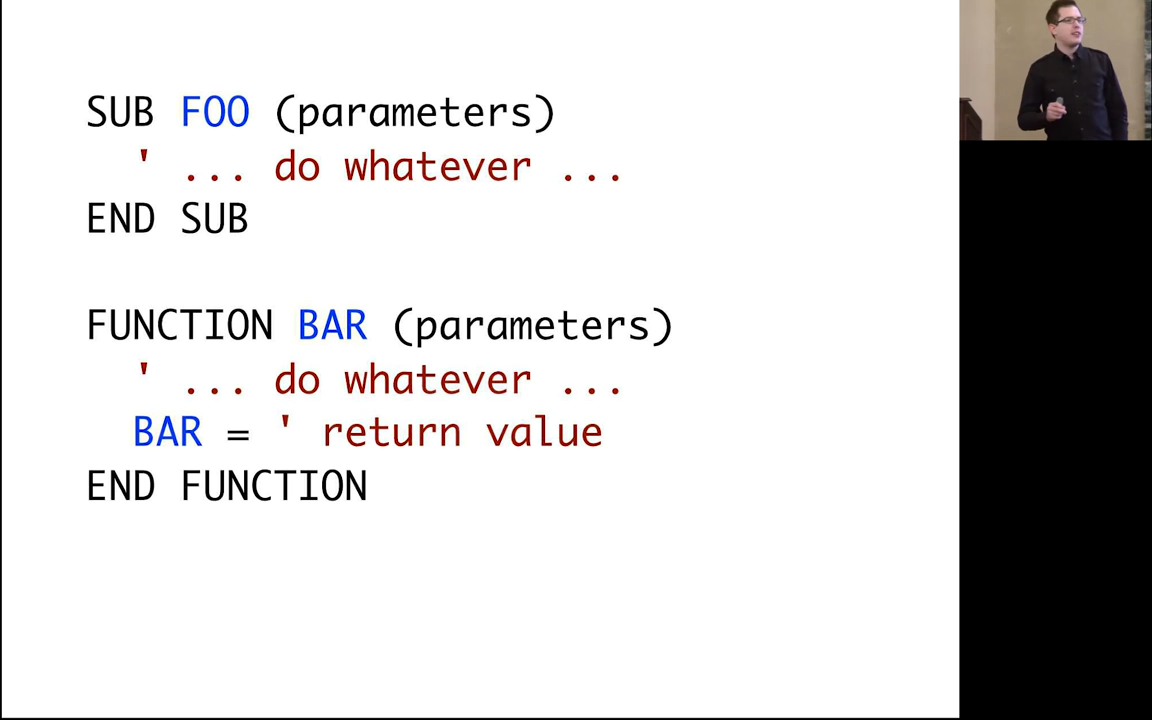 SUB FOO (parameters)
' ... do whatever ...
END SUB
FUNCTION BAR (parameters)
' ... do whatever ...
BAR = ' return value
END FUNCTION